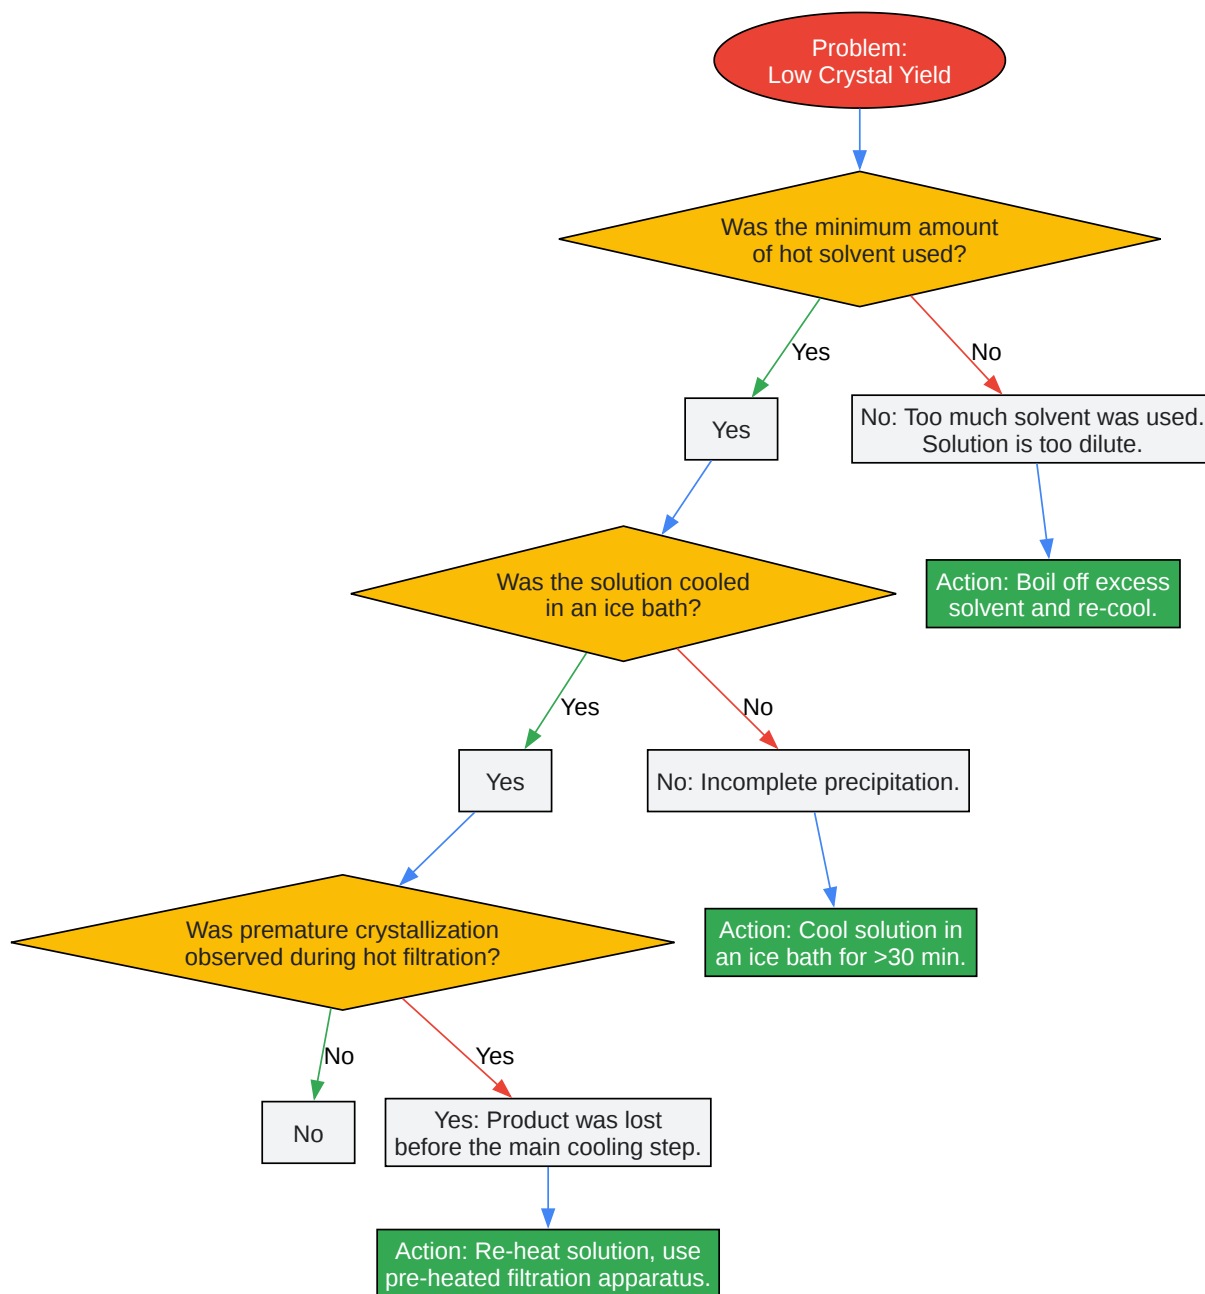 Problem:
Low Crystal Yield
Was the minimum amount
of hot solvent used?
Yes
No
Yes
No: Too much solvent was used.
Solution is too dilute.
Was the solution cooled
in an ice bath?
Action: Boil off excess
solvent and re-cool.
Yes
No
Yes
No: Incomplete precipitation.
Was premature crystallization
observed during hot filtration?
Action: Cool solution in
an ice bath for >30 min.
No
Yes
No
Yes: Product was lost
before the main cooling step.
Action: Re-heat solution, use
pre-heated filtration apparatus.